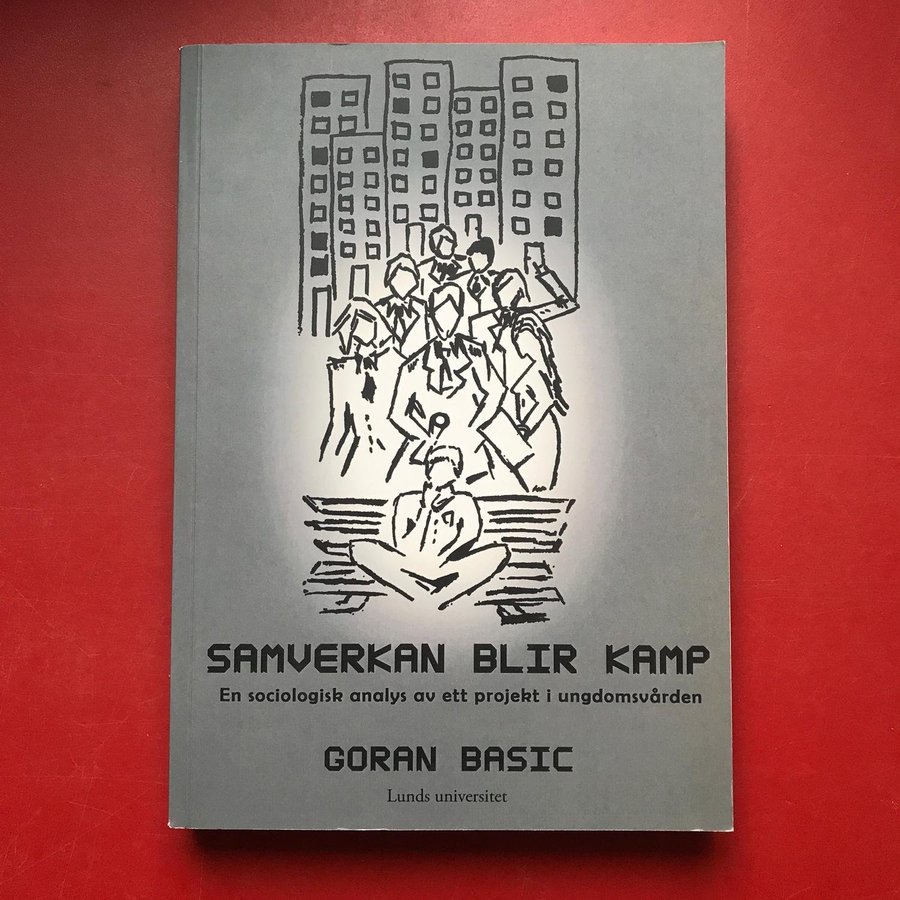 SAMVERKAN BLIR KAMP
En sociologisk analys av ett projekt i ungdomsvården
GORAN BASIC
Lunds universitet